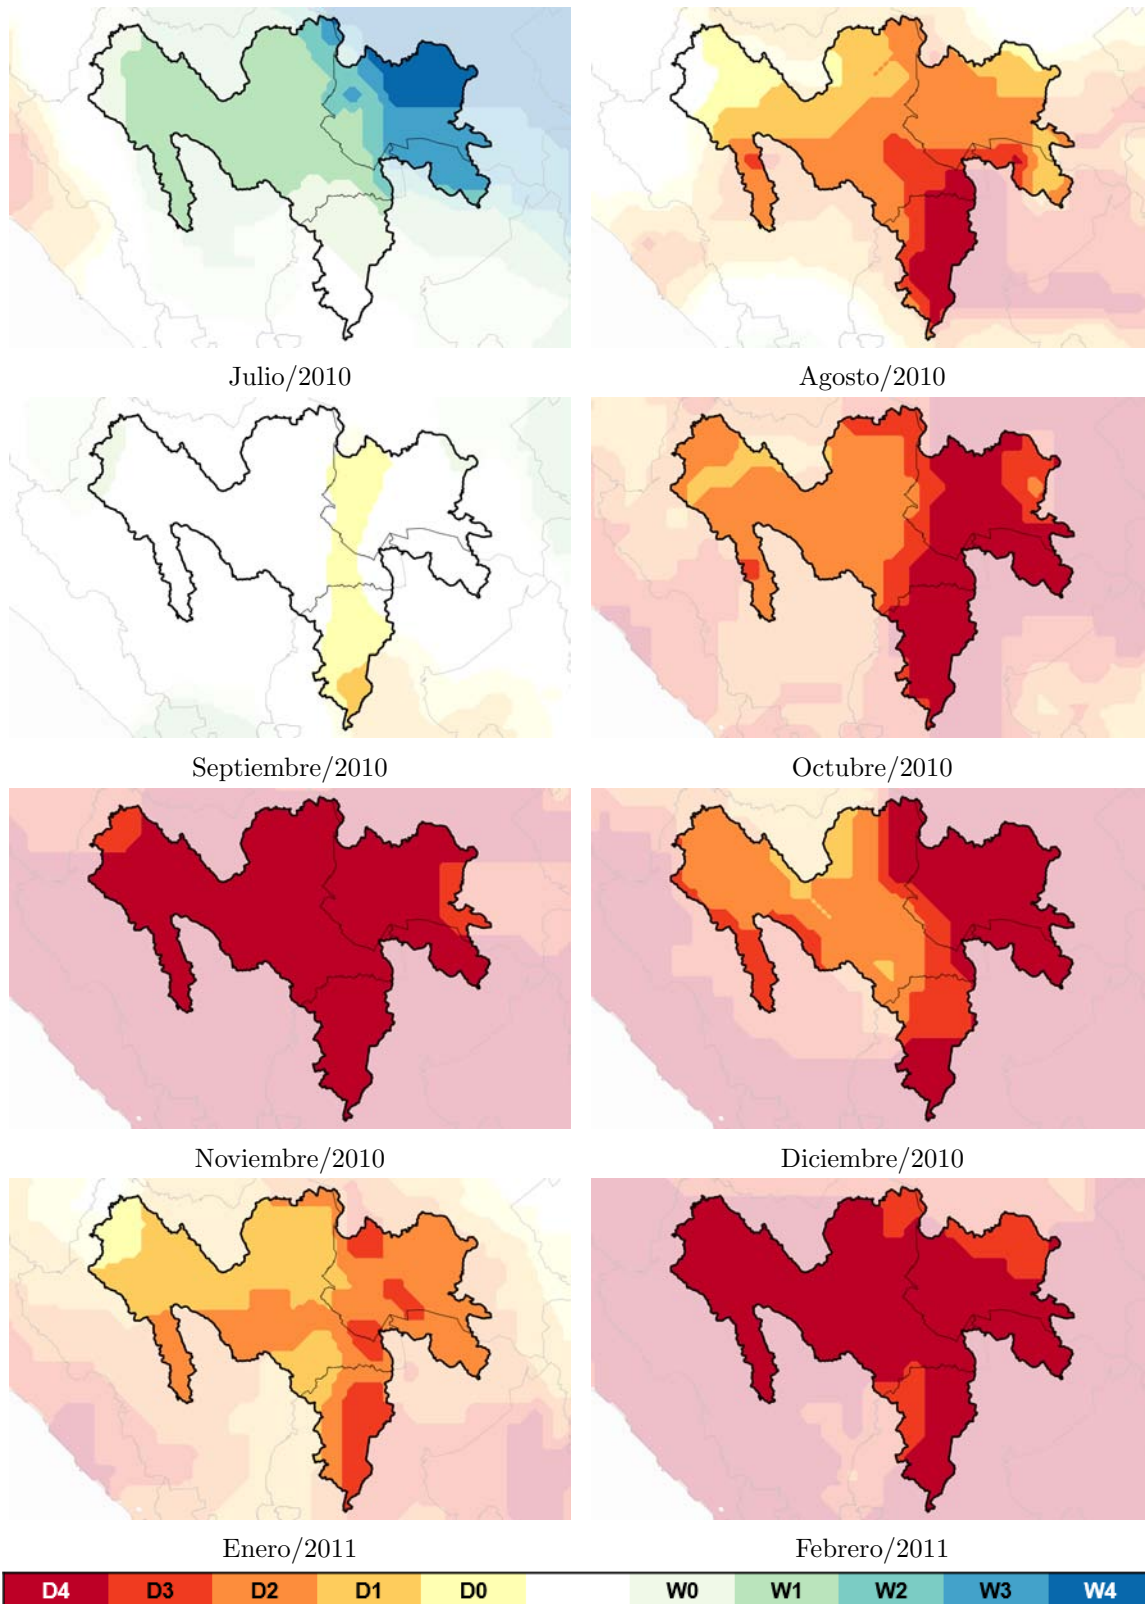 Julio/2010 Agosto/2010
Septiembre/2010 Octubre/2010
Noviembre/2010 Diciembre/2010
Enero/2011 Febrero/2011
D4 D3 D2 D1 D0 W0 W1 W2 W3 W4